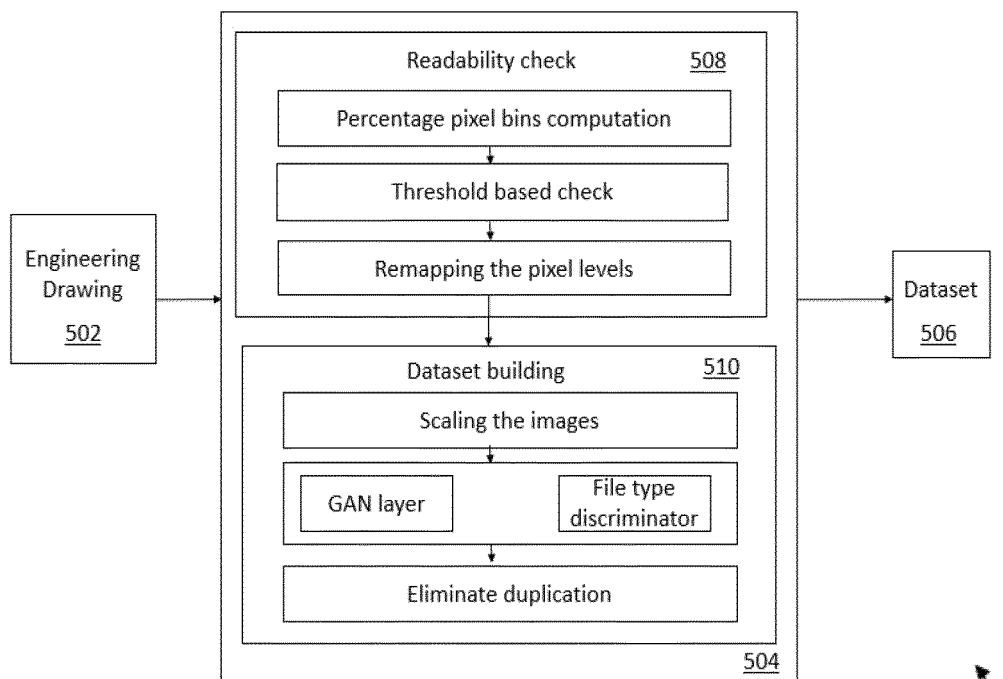 Readability check 508
Percentage pixel bins computation
Threshold based check
Remapping the pixel levels
Engineering
Drawing
502
Dataset
506
Dataset building 510
Scaling the images
GAN layer
File type
discriminator
Eliminate duplication
504